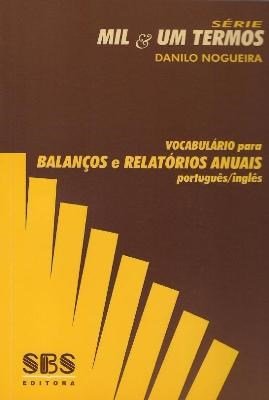 SÉRIE
MIL & UM TERMOS
DANILO NOGUEIRA
VOCABULÁRIO para
BALANÇOS e RELATÓRIOS ANUAIS
português/inglês
SBS
EDITORA